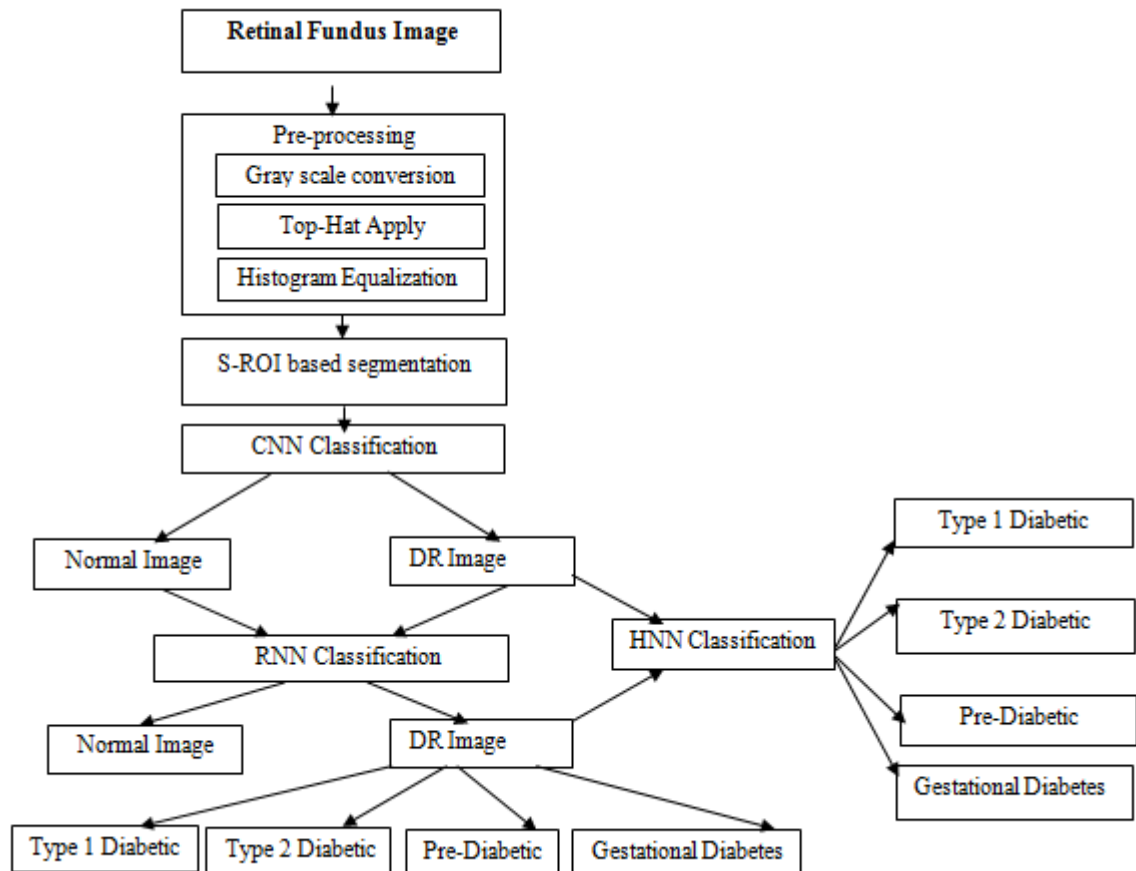 Retinal Fundus Image
Pre-processing
Gray scale conversion
Top-Hat Apply
Histogram Equalization
S-ROI based segmentation
CNN Classification
Normal Image
DR Image
RNN Classification
Normal Image
DR Image
Type 1 Diabetic
Type 2 Diabetic
Pre-Diabetic
Gestational Diabetes
HNN Classification
Type 1 Diabetic
Type 2 Diabetic
Pre-Diabetic
Gestational Diabetes